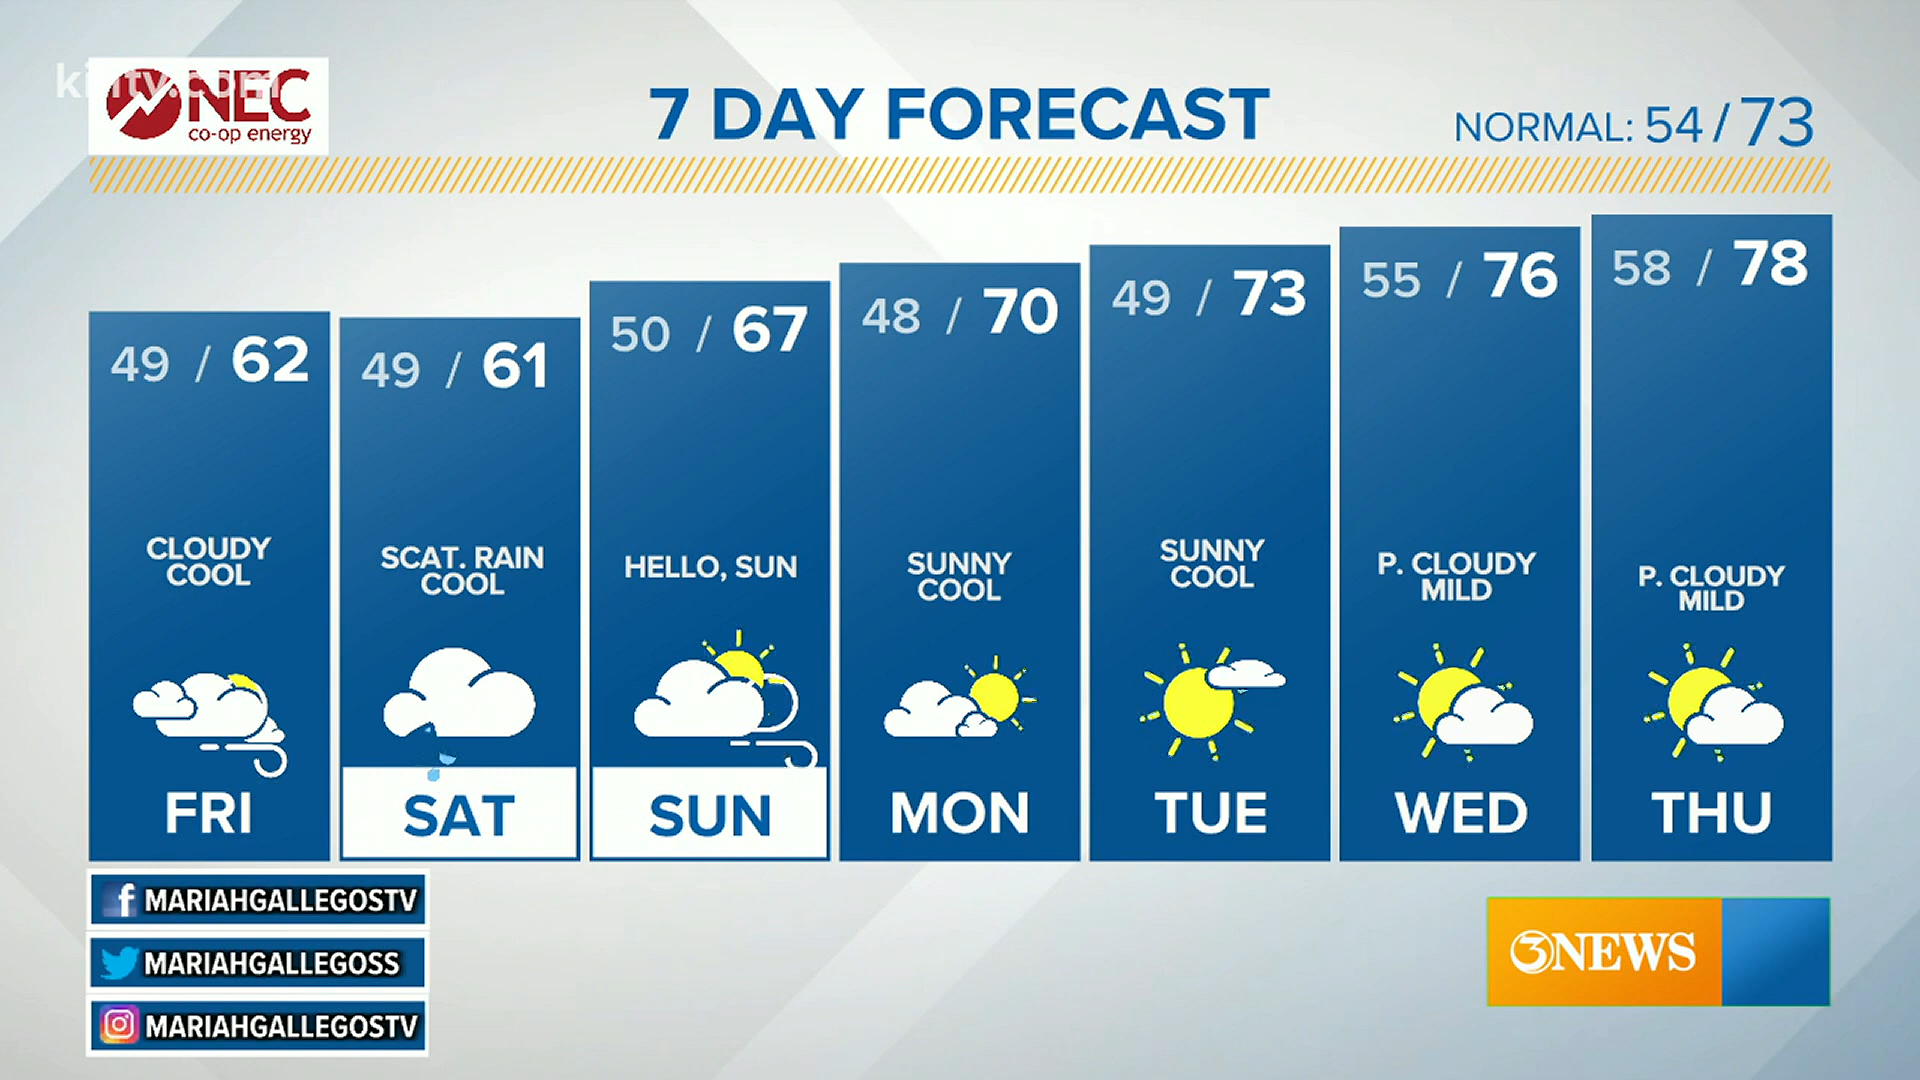 kiiitv.com
NEC
co-op energy
7 DAY FORECAST
NORMAL: 54/73
49 / 62
CLOUDY
COOL
FRI
49 / 61
SCAT. RAIN
COOL
SAT
50 / 67
HELLO, SUN
SUN
48 / 70
SUNNY
COOL
MON
49 / 73
SUNNY
COOL
TUE
55 / 76
P. CLOUDY
MILD
WED
58 / 78
P. CLOUDY
MILD
THU
MARIAHGALLEGOSTV
MARIAHGALLEGOSS
MARIAHGALLEGOSTV
3NEWS